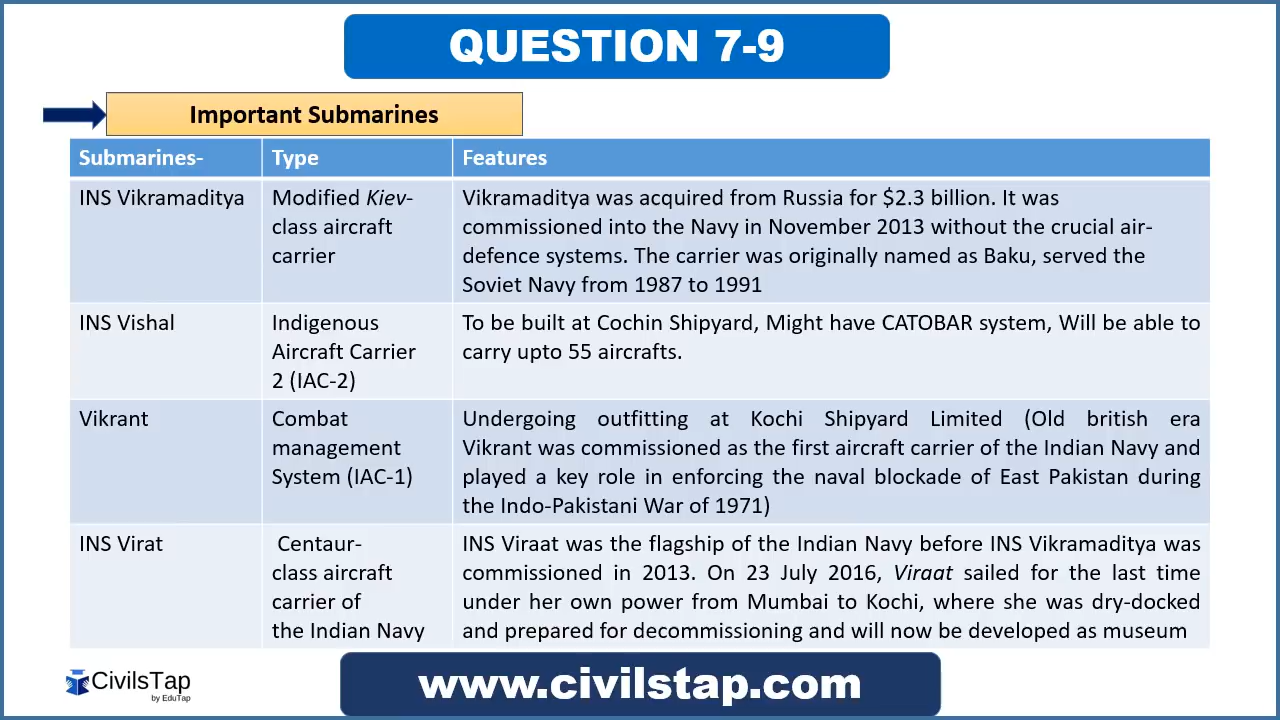 QUESTION 7-9
Important Submarines
Submarines-
Type
Features
INS Vikramaditya
Modified Kiev-
class aircraft
carrier
Vikramaditya was acquired from Russia for $2.3 billion. It was
commissioned into the Navy in November 2013 without the crucial air-
defence systems. The carrier was originally named as Baku, served the
Soviet Navy from 1987 to 1991
INS Vishal
Indigenous
Aircraft Carrier
2 (IAC-2)
To be built at Cochin Shipyard, Might have CATOBAR system, Will be able to
carry upto 55 aircrafts.
Vikrant
Combat
management
System (IAC-1)
Undergoing outfitting at Kochi Shipyard Limited (Old british era
Vikrant was commissioned as the first aircraft carrier of the Indian Navy and
played a key role in enforcing the naval blockade of East Pakistan during
the Indo-Pakistani War of 1971)
INS Virat
Centaur-
class aircraft
carrier of
the Indian Navy
INS Viraat was the flagship of the Indian Navy before INS Vikramaditya was
commissioned in 2013. On 23 July 2016, Viraat sailed for the last time
under her own power from Mumbai to Kochi, where she was dry-docked
and prepared for decommissioning and will now be developed as museum
CivilsTap
by EduTap
www.civilstap.com